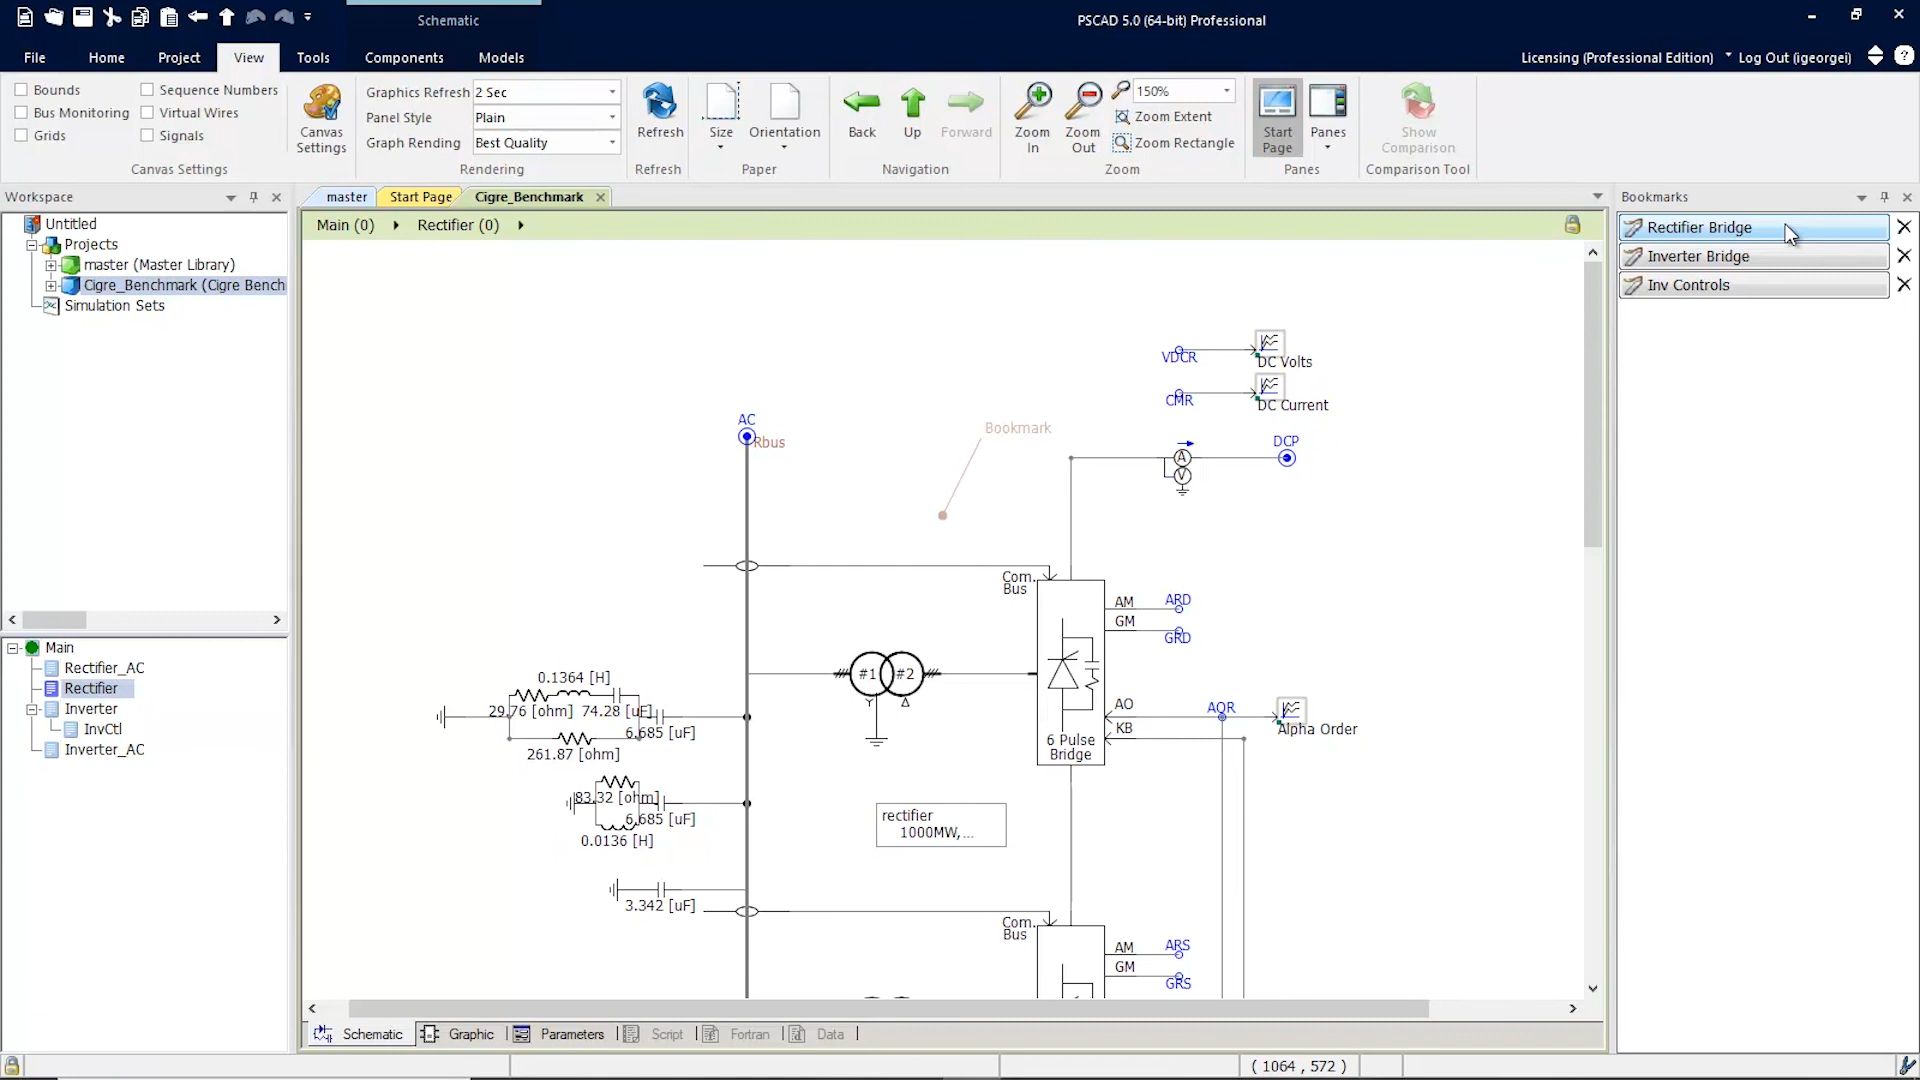 Schematic
PSCAD 5.0 (64-bit) Professional
File
Home
Project
View
Tools
Components
Models
Licensing (Professional Edition)
Log Out (igeorgei)
Bounds
Sequence Numbers
Bus Monitoring
Virtual Wires
Grids
Signals
Canvas Settings
Canvas Settings
Graphics Refresh 2 Sec
Panel Style Plain
Graph Rendering Best Quality
Rendering
Refresh
Refresh
Size
Orientation
Paper
Back
Up
Forward
Navigation
Zoom In
Zoom Out
150%
Zoom Extent
Zoom Rectangle
Zoom
Start Page
Panes
Panes
Show Comparison
Comparison Tool
Workspace
Untitled
Projects
master (Master Library)
Cigre_Benchmark (Cigre Bench
Simulation Sets
Main
Rectifier_AC
Rectifier
Inverter
InvCtl
Inverter_AC
master
Start Page
Cigre_Benchmark
Main (0)
Rectifier (0)
VDCR
DC Volts
CMR
DC Current
AC
Rbus
Bookmark
DCP
A
V
Com.
Bus
AM
ARD
GM
GRD
#1
#2
Y
Δ
0.1364 [H]
29.76 [ohm]
74.28 [uF]
6.685 [uF]
261.87 [ohm]
AO
AOR
KB
Alpha Order
6 Pulse
Bridge
83.32 [ohm]
6.685 [uF]
0.0136 [H]
rectifier
1000MW,...
3.342 [uF]
Com.
Bus
AM
ARS
GM
GRS
Schematic
Graphic
Parameters
Script
Fortran
Data
Bookmarks
Rectifier Bridge
Inverter Bridge
Inv Controls
( 1064 , 572 )